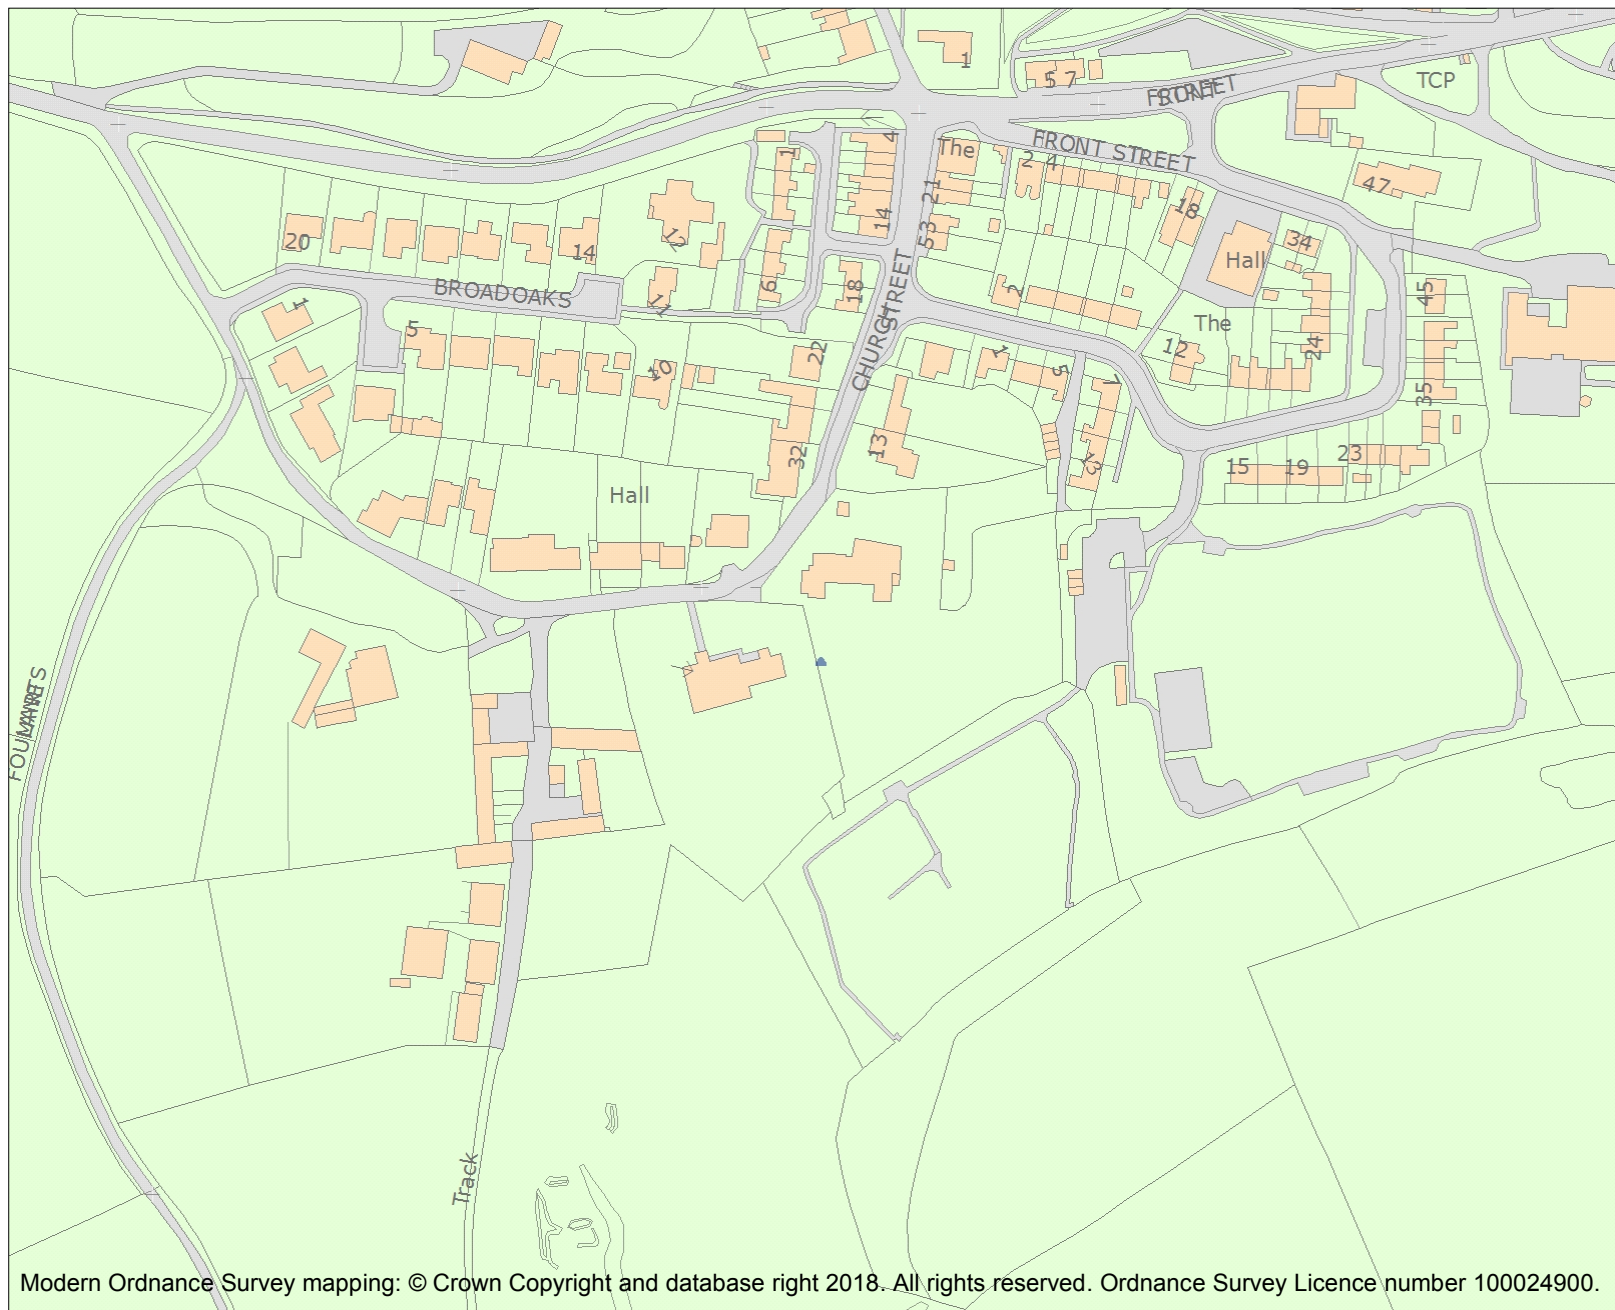 1
5 7
FRONT
STREET
TCP
4
1
The
FRONT STREET
2 4
47
21
18
14
53
12
20
14
34
Hall
BROADOAKS
6
18
11
2
45
1
CHURCH
STREET
The
5
22
12
24
10
1
5
7
35
13
32
13
23
15
19
Hall
FOUMARTS
LANE
Track
Modern Ordnance Survey mapping: © Crown Copyright and database right 2018. All rights reserved. Ordnance Survey Licence number 100024900.